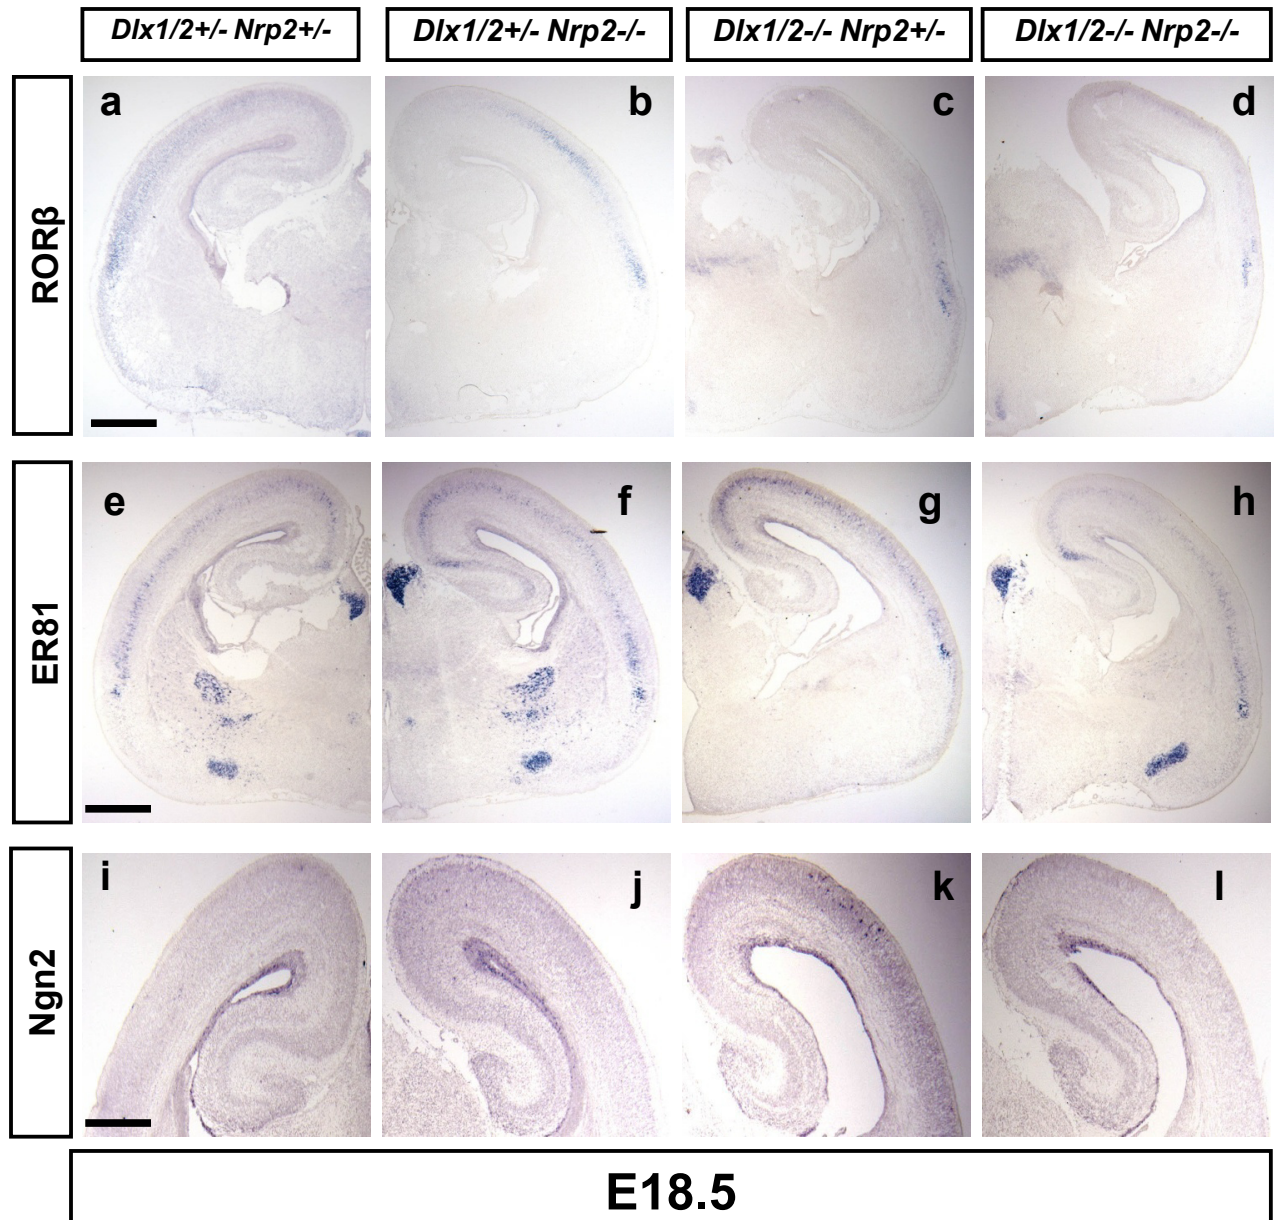 Dlx1/2+/- Nrp2+/-
Dlx1/2+/- Nrp2-/-
Dlx1/2-/- Nrp2+/-
Dlx1/2-/- Nrp2-/-
RORβ
a
b
c
d
ER81
e
f
g
h
Ngn2
i
j
k
l
E18.5